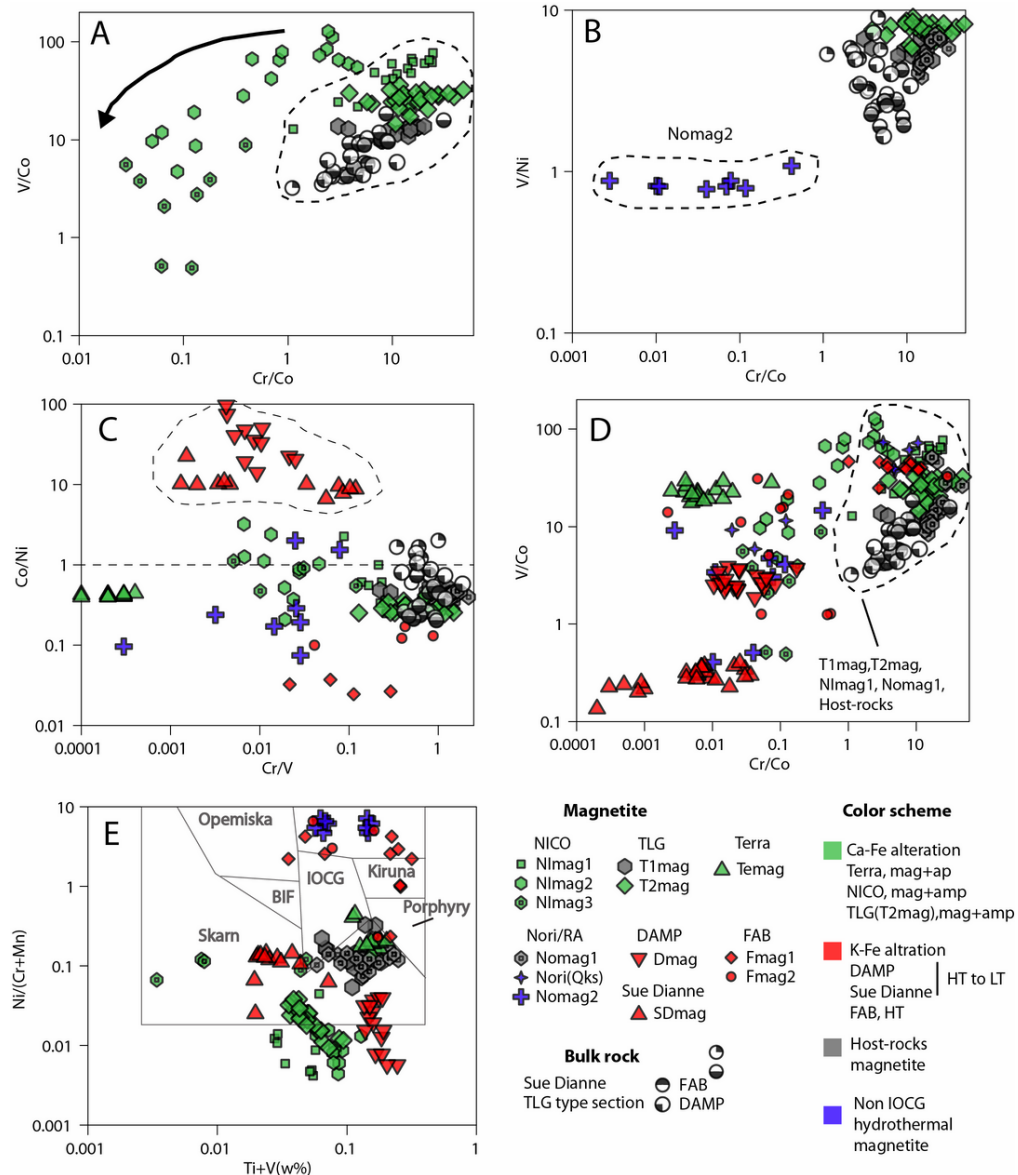 A
100
10
1
0.1
V/Co
0.01
0.1
1
10
Cr/Co
B
10
1
0.1
V/Ni
Nomag2
0.001
0.01
0.1
1
10
Cr/Co
C
100
10
1
0.1
0.01
Co/Ni
0.0001
0.001
0.01
0.1
1
Cr/V
D
100
10
1
0.1
V/Co
T1mag,T2mag,
NImag1, Nomag1,
Host-rocks
0.0001
0.001
0.01
0.1
1
10
Cr/Co
E
10
1
0.1
0.01
0.001
Ni/(Cr+Mn)
Opemiska
IOCG
Kiruna
BIF
Porphyry
Skarn
0.01
0.1
1
Ti+V(w%)
Magnetite
NICO
NImag1
NImag2
NImag3
TLG
T1mag
T2mag
Terra
Temag
Nori/RA
Nomag1
Nori(Qks)
Nomag2
DAMP
Dmag
Sue Dianne
SDmag
FAB
Fmag1
Fmag2
Bulk rock
Sue Dianne
TLG type section
FAB
DAMP
Color scheme
Ca-Fe alteration
Terra, mag+ap
NICO, mag+amp
TLG(T2mag),mag+amp
K-Fe altration
DAMP
Sue Dianne
FAB, HT
HT to LT
Host-rocks
magnetite
Non IOCG
hydrothermal
magnetite